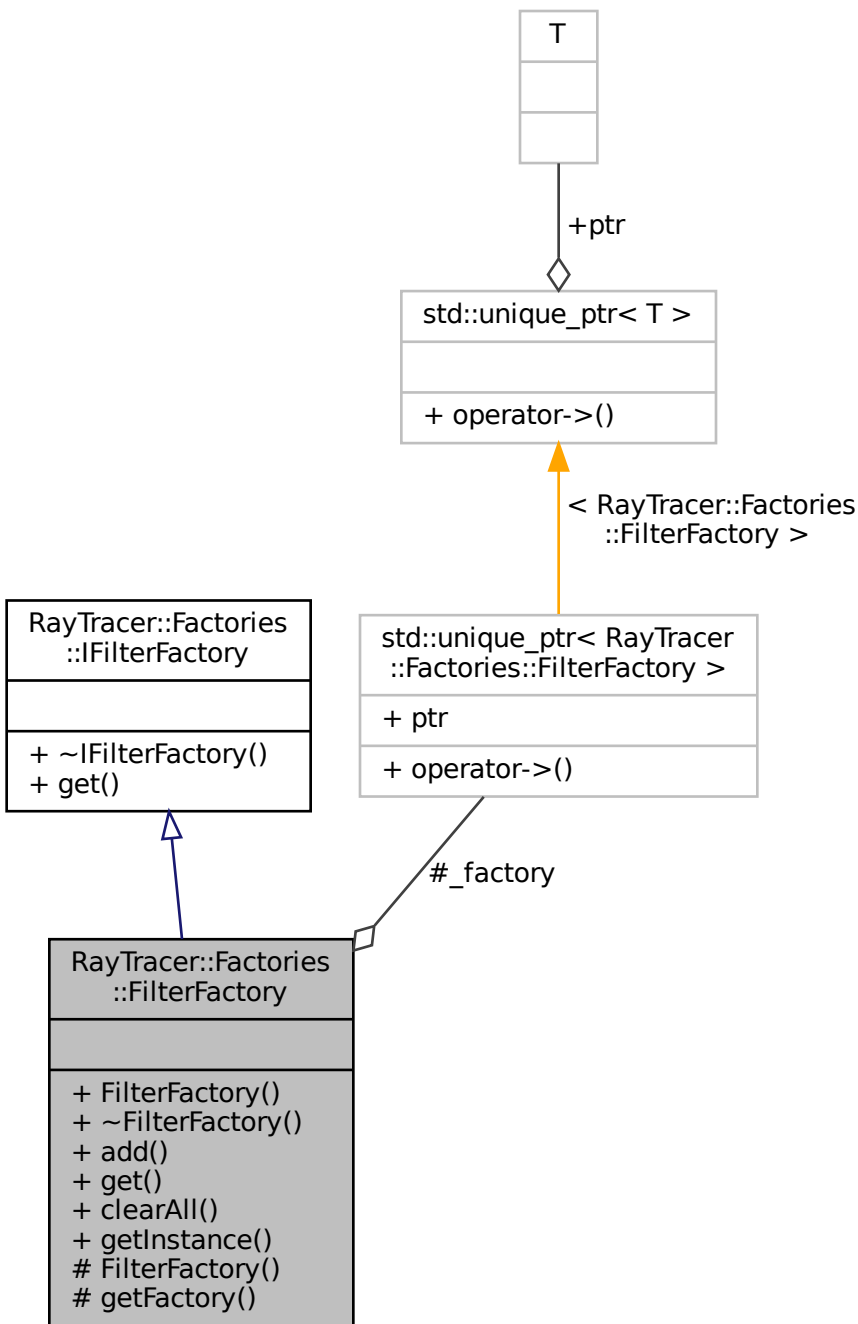 T
+ptr
std::unique_ptr< T >
+ operator->()
< RayTracer::Factories
::FilterFactory >
RayTracer::Factories
::IFilterFactory
+ ~IFilterFactory()
+ get()
std::unique_ptr< RayTracer
::Factories::FilterFactory >
+ ptr
+ operator->()
#_factory
RayTracer::Factories
::FilterFactory
+ FilterFactory()
+ ~FilterFactory()
+ add()
+ get()
+ clearAll()
+ getInstance()
# FilterFactory()
# getFactory()